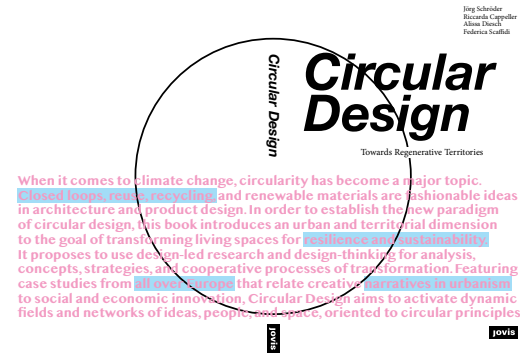 Jörg Schröder
Riccarda Cappeller
Alissa Diesch
Federica Scaffidi
Circular
Design
Towards Regenerative Territories
Circular Design
When it comes to climate change, circularity has become a major topic.
Closed loops, reuse, recycling, and renewable materials are fashionable ideas
in architecture and product design. In order to establish the new paradigm
of circular design, this book introduces an urban and territorial dimension
to the goal of transforming living spaces for resilience and sustainability.
It proposes to use design-led research and design-thinking for analysis,
concepts, strategies, and cooperative processes of transformation. Featuring
case studies from all over Europe that relate creative narratives in urbanism
to social and economic innovation, Circular Design aims to activate dynamic
fields and networks of ideas, people, and space, oriented to circular principles
jovis
jovis